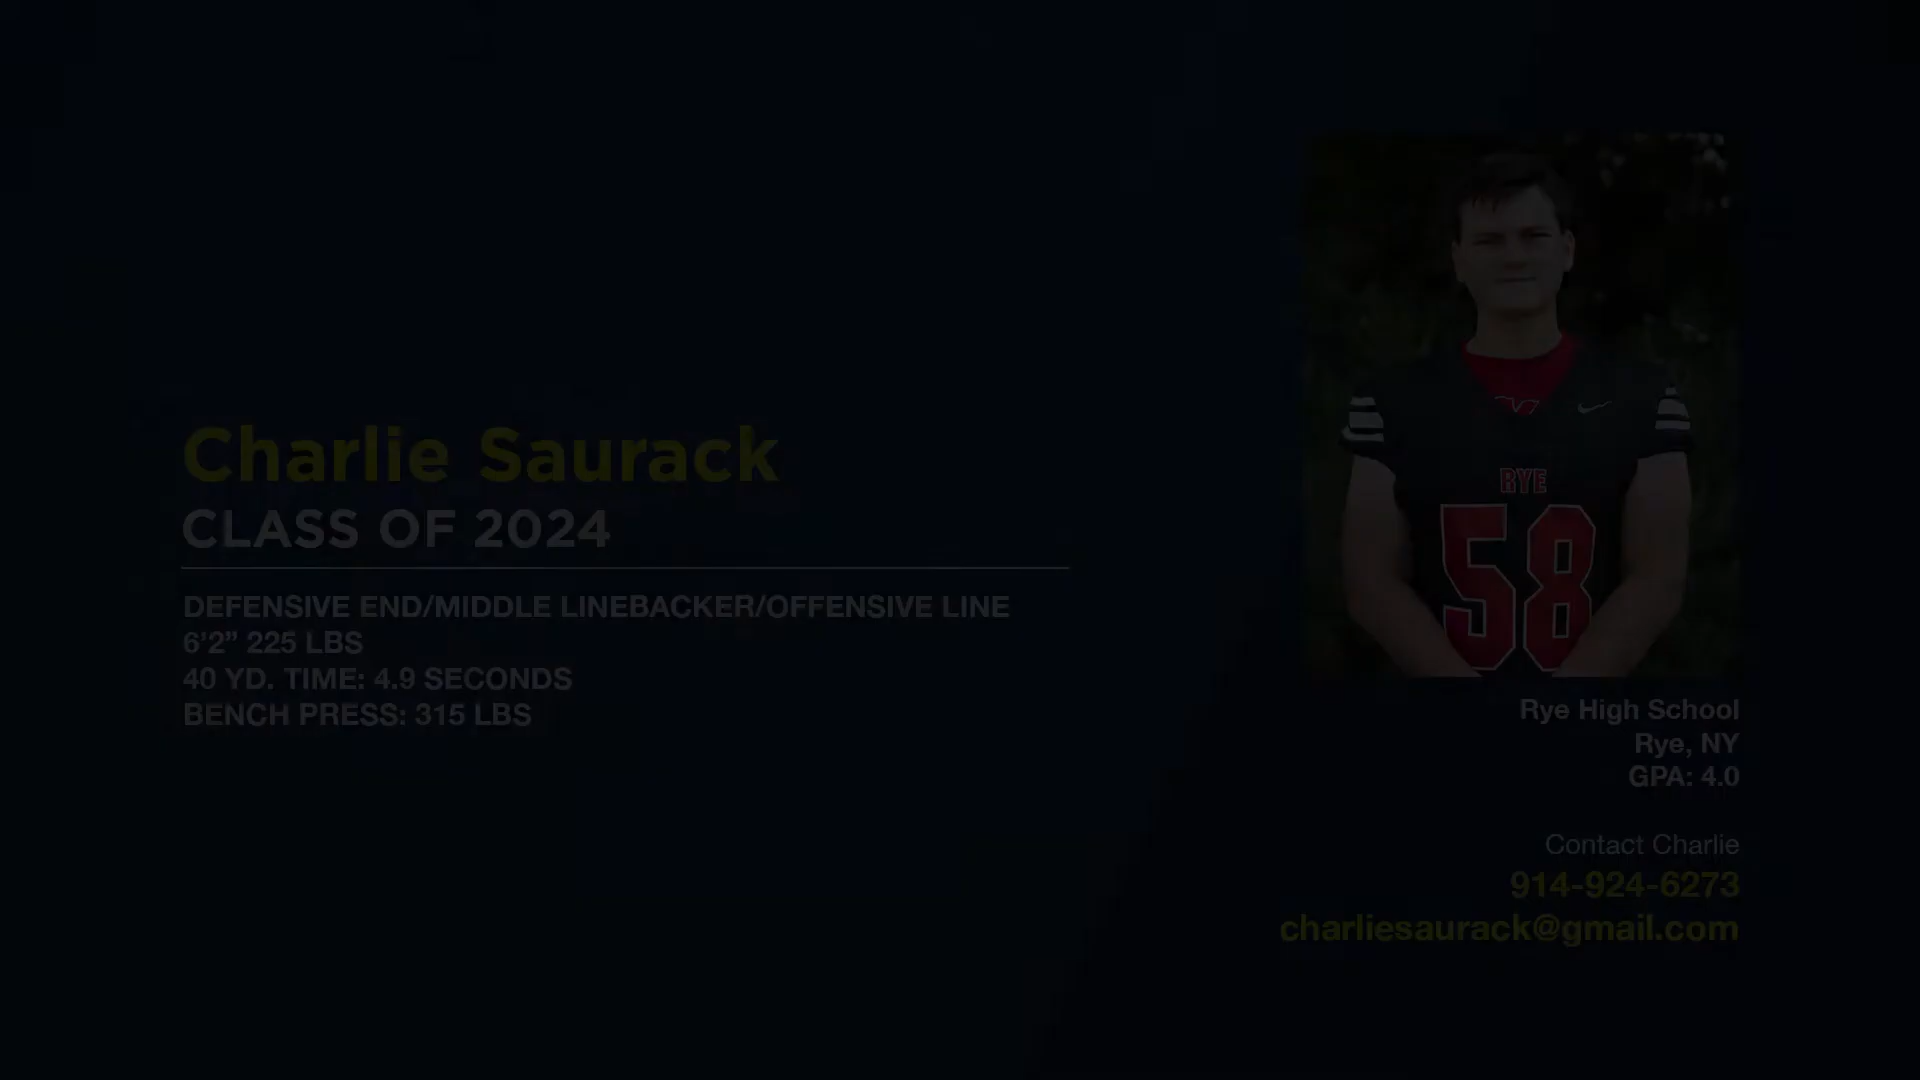 Charlie Saurack
CLASS OF 2024
DEFENSIVE END/MIDDLE LINEBACKER/OFFENSIVE LINE
6’2” 225 LBS
40 YD. TIME: 4.9 SECONDS
BENCH PRESS: 315 LBS
RYE
58
Rye High School
Rye, NY
GPA: 4.0
Contact Charlie
914-924-6273
charliesaurack@gmail.com